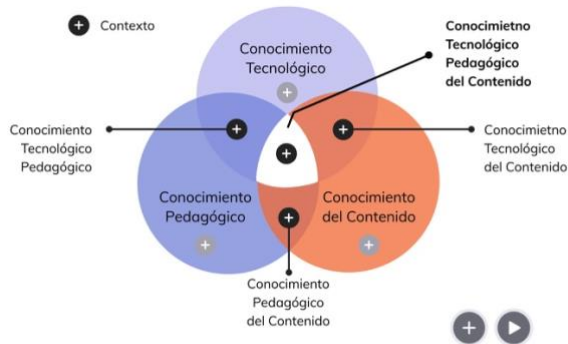 Contexto
Conocimiento
Tecnológico
Conocimietno
Tecnológico
Pedagógico
del Contenido
Conocimiento
Tecnológico
Pedagógico
Conocimietno
Tecnológico
del Contenido
Conocimiento
Pedagógico
Conocimiento
del Contenido
Conocimiento
Pedagógico
del Contenido